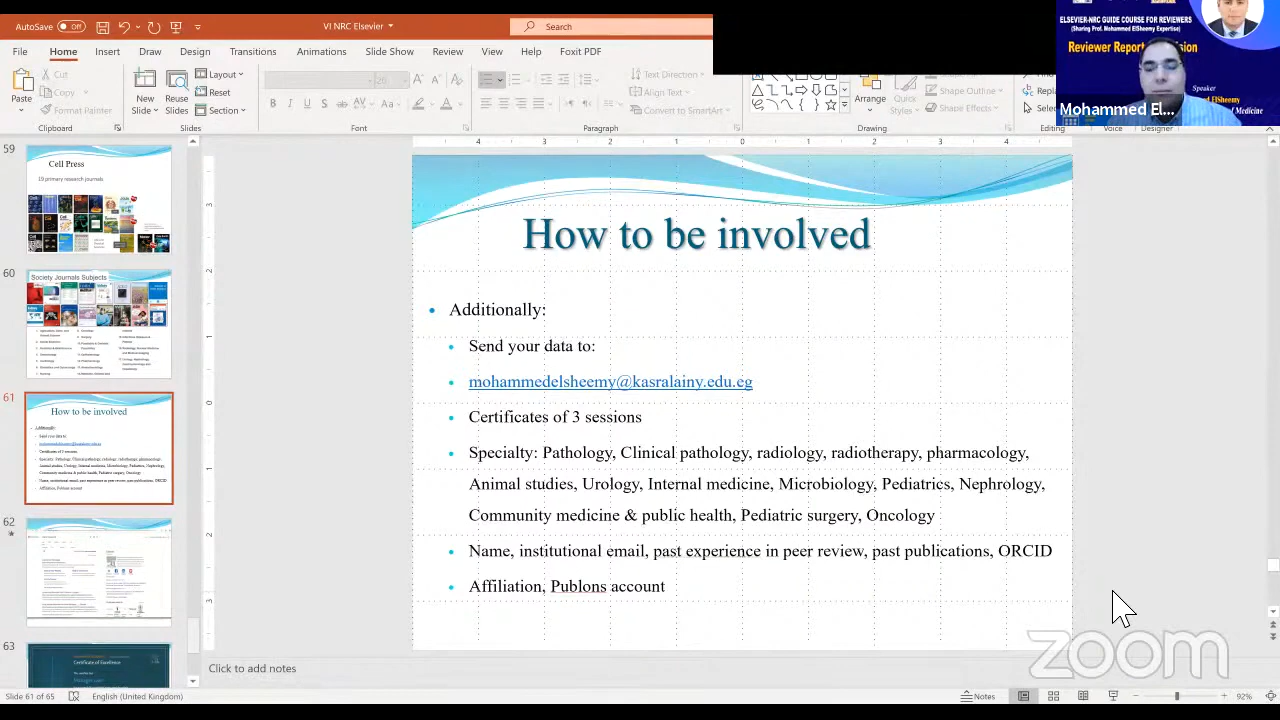 AutoSave Off
VI NRC Elsevier
Search
File Home Insert Draw Design Transitions Animations Slide Show Review View Help Foxit PDF
Cut
Copy
Format Painter
Paste
Clipboard
New Slide
Reuse Slides
Layout
Reset
Section
Slides
Font
Text Direction
Align Text
Convert to SmartArt
Paragraph
Arrange
Quick Styles
Shape Outline
Shape Effects
Drawing
Editing
Voice
Designer
ELSEVIER-NRC GUIDE COURSE FOR REVIEWERS
(Sharing Prof. Mohammed ElSheemy Expertise)
Reviewer Report
Speaker
ElSheemy
Medicine
Mohammed El...
59
Cell Press
19 primary research journals
60
Society Journals Subjects
61
How to be involved
62
63
Certificate of Excellence
How to be involved
Additionally:
Send your data to:
mohammedelsheemy@kasralainy.edu.eg
Certificates of 3 sessions
Specialty: Pathology, Clinical pathology, radiology, radiotherapy, pharmacology,
Animal studies, Urology, Internal medicine, Microbiology, Pediatrics, Nephrology,
Community medicine & public health, Pediatric surgery, Oncology
Name, institutional email, past experience in peer review, past publications, ORCID
Affiliation, Publons account
zoom
Click to add notes
Slide 61 of 65 English (United Kingdom) Notes 92%